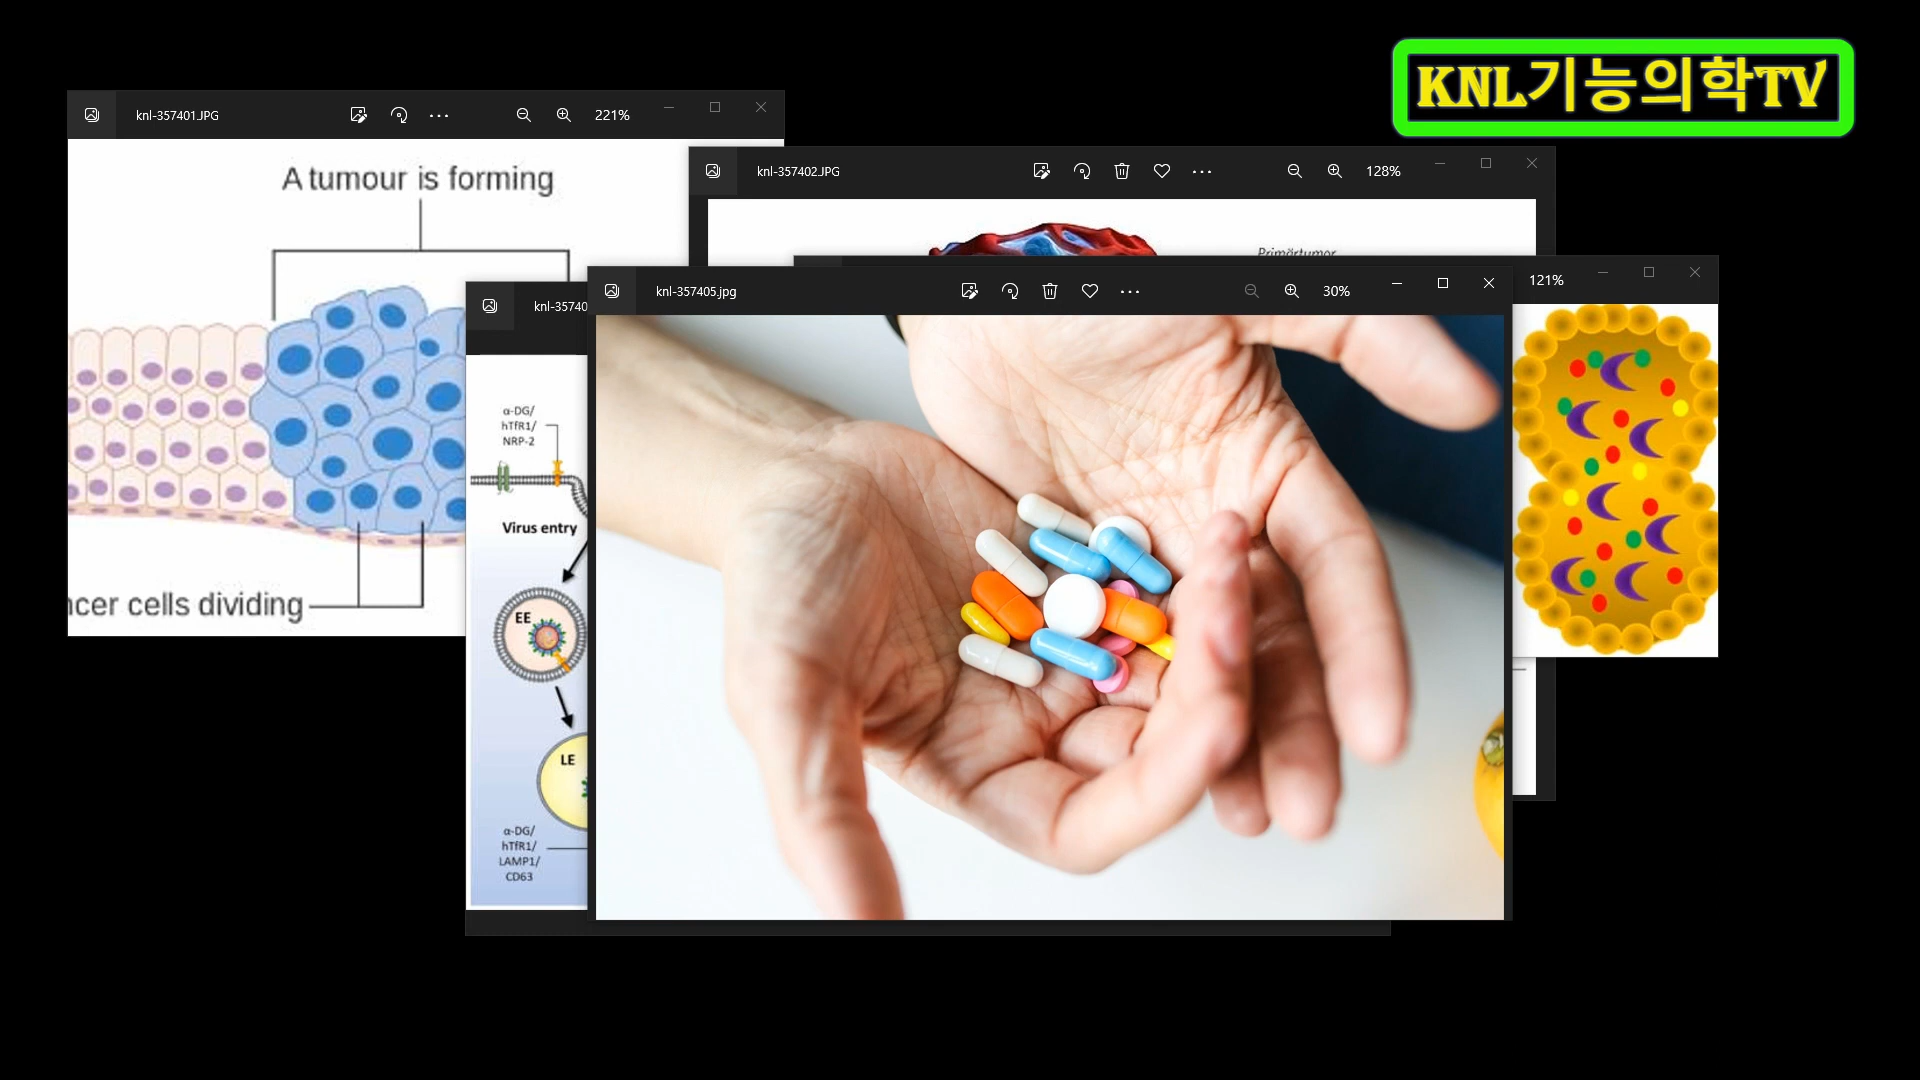 KNL기능의학TV
knl-357401.JPG
221%
A tumour is forming
cer cells dividing
knl-357402.JPG
128%
Primärtumor
121%
knl-35740
α-DG/
hTfR1/
NRP-2
Virus entry
EE
LE
α-DG/
hTfR1/
LAMP1/
CD63
knl-357405.jpg
30%